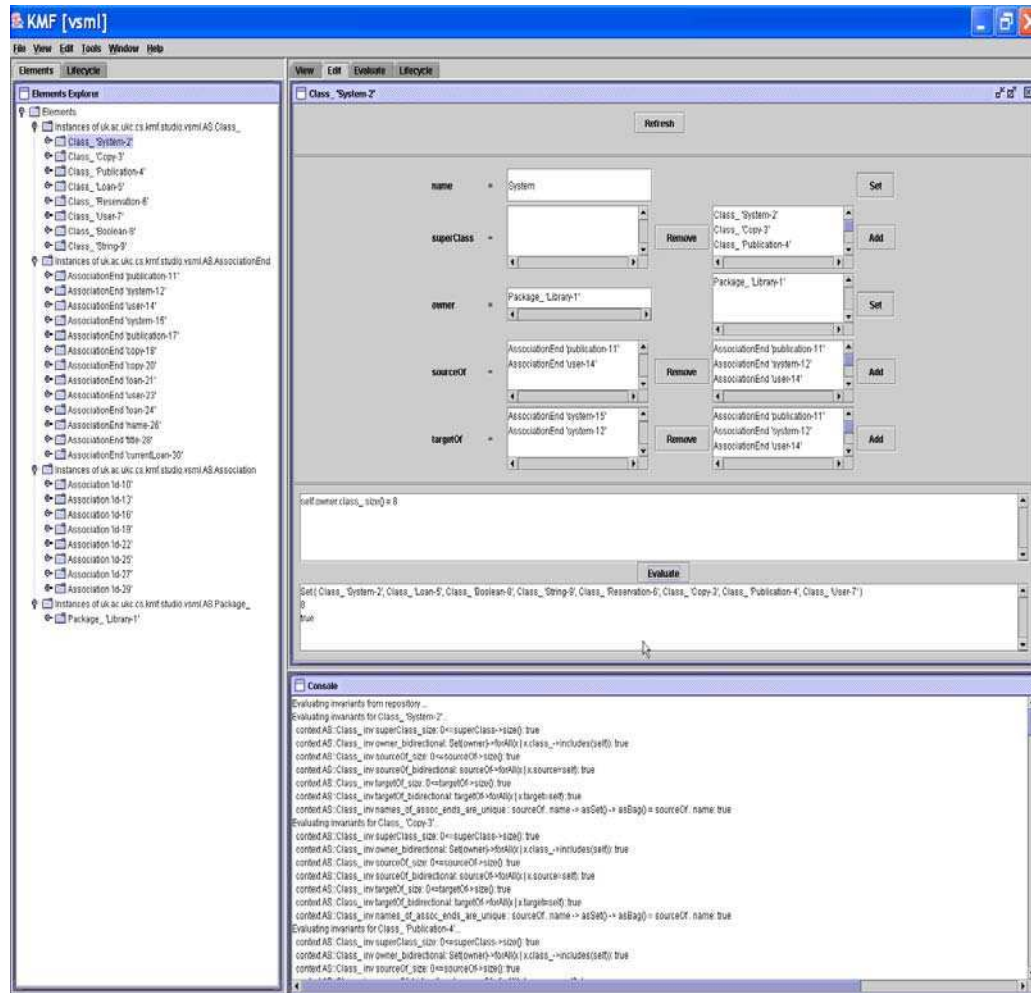 KMF [vsml]
File View Edit Tools Window Help
Elements Lifecycle
Elements Explorer
Elements
Instances of uk.ac.ukc.cs.kmf.studio.vsml.AS.Class_
Class_ 'System-2'
Class_ 'Copy-3'
Class_ 'Publication-4'
Class_ 'Loan-5'
Class_ 'Reservation-6'
Class_ 'User-7'
Class_ 'Boolean-8'
Class_ 'String-9'
Instances of uk.ac.ukc.cs.kmf.studio.vsml.AS.AssociationEnd
AssociationEnd 'publication-11'
AssociationEnd 'system-12'
AssociationEnd 'user-14'
AssociationEnd 'system-15'
AssociationEnd 'publication-17'
AssociationEnd 'copy-18'
AssociationEnd 'copy-20'
AssociationEnd 'loan-21'
AssociationEnd 'user-23'
AssociationEnd 'loan-24'
AssociationEnd 'name-26'
AssociationEnd 'title-28'
AssociationEnd 'currentLoan-30'
Instances of uk.ac.ukc.cs.kmf.studio.vsml.AS.Association
Association 'id-10'
Association 'id-13'
Association 'id-16'
Association 'id-19'
Association 'id-22'
Association 'id-25'
Association 'id-27'
Association 'id-29'
Instances of uk.ac.ukc.cs.kmf.studio.vsml.AS.Package_
Package_ 'Library-1'
View Edit Evaluate Lifecycle
Class_ 'System-2'
Refresh
name = System Set
superClass = Remove Class_ 'System-2' Add
Class_ 'Copy-3'
Class_ 'Publication-4'
owner = Package_ 'Library-1' Package_ 'Library-1' Set
sourceOf = AssociationEnd 'publication-11' Remove AssociationEnd 'publication-11' Add
AssociationEnd 'user-14' AssociationEnd 'system-12'
AssociationEnd 'user-14'
targetOf = AssociationEnd 'system-15' Remove AssociationEnd 'publication-11' Add
AssociationEnd 'system-12' AssociationEnd 'system-12'
AssociationEnd 'user-14'
self.owner.class_.size() = 8
Evaluate
Set { Class_ 'System-2', Class_ 'Loan-5', Class_ 'Boolean-8', Class_ 'String-9', Class_ 'Reservation-6', Class_ 'Copy-3', Class_ 'Publication-4', Class_ 'User-7' }
8
true
Console
Evaluating invariants from repository ...
Evaluating invariants for Class_ 'System-2'...
context AS::Class_ inv superClass_size: 0<=superClass->size(): true
context AS::Class_ inv owner_bidirectional: Set{owner}->forAll(x | x.class_->includes(self)): true
context AS::Class_ inv sourceOf_size: 0<=sourceOf->size(): true
context AS::Class_ inv sourceOf_bidirectional: sourceOf->forAll(x | x.source=self): true
context AS::Class_ inv targetOf_size: 0<=targetOf->size(): true
context AS::Class_ inv targetOf_bidirectional: targetOf->forAll(x | x.target=self): true
context AS::Class_ inv names_of_assoc_ends_are_unique : sourceOf. name -> asSet() -> asBag() = sourceOf. name: true
Evaluating invariants for Class_ 'Copy-3'...
context AS::Class_ inv superClass_size: 0<=superClass->size(): true
context AS::Class_ inv owner_bidirectional: Set{owner}->forAll(x | x.class_->includes(self)): true
context AS::Class_ inv sourceOf_size: 0<=sourceOf->size(): true
context AS::Class_ inv sourceOf_bidirectional: sourceOf->forAll(x | x.source=self): true
context AS::Class_ inv targetOf_size: 0<=targetOf->size(): true
context AS::Class_ inv targetOf_bidirectional: targetOf->forAll(x | x.target=self): true
context AS::Class_ inv names_of_assoc_ends_are_unique : sourceOf. name -> asSet() -> asBag() = sourceOf. name: true
Evaluating invariants for Class_ 'Publication-4'...
context AS::Class_ inv superClass_size: 0<=superClass->size(): true
context AS::Class_ inv owner_bidirectional: Set{owner}->forAll(x | x.class_->includes(self)): true
context AS::Class_ inv sourceOf_size: 0<=sourceOf->size(): true